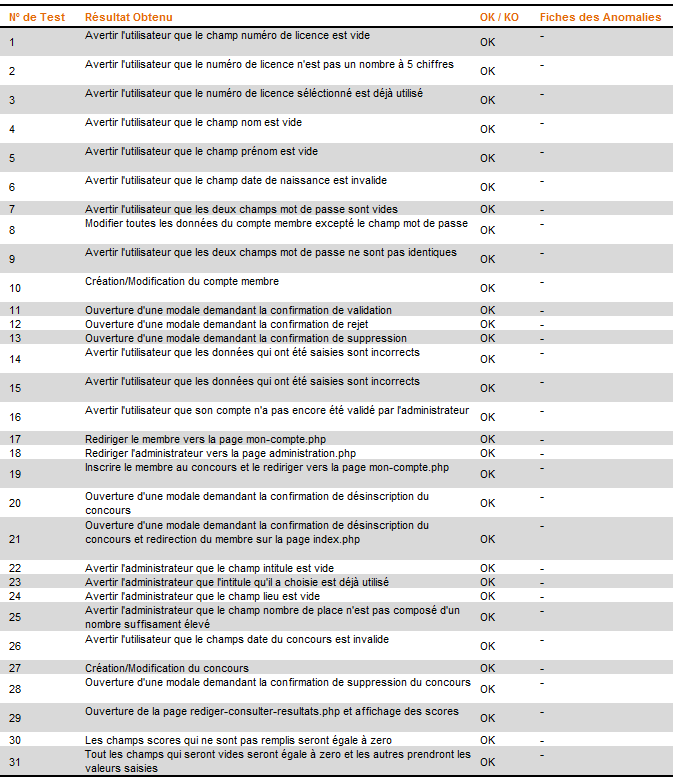 N° de Test Résultat Obtenu OK / KO Fiches des Anomalies
1 Avertir l'utilisateur que le champ numéro de licence est vide OK -
2 Avertir l'utilisateur que le numéro de licence n'est pas un nombre à 5 chiffres OK -
3 Avertir l'utilisateur que le numéro de licence séléctionné est déjà utilisé OK -
4 Avertir l'utilisateur que le champ nom est vide OK -
5 Avertir l'utilisateur que le champ prénom est vide OK -
6 Avertir l'utilisateur que le champ date de naissance est invalide OK -
7 Avertir l'utilisateur que les deux champs mot de passe sont vides OK -
8 Modifier toutes les données du compte membre excepté le champ mot de passe OK -
9 Avertir l'utilisateur que les deux champs mot de passe ne sont pas identiques OK -
10 Création/Modification du compte membre OK -
11 Ouverture d'une modale demandant la confirmation de validation OK -
12 Ouverture d'une modale demandant la confirmation de rejet OK -
13 Ouverture d'une modale demandant la confirmation de suppression OK -
14 Avertir l'utilisateur que les données qui ont été saisies sont incorrects OK -
15 Avertir l'utilisateur que les données qui ont été saisies sont incorrects OK -
16 Avertir l'utilisateur que son compte n'a pas encore été validé par l'administrateur OK -
17 Rediriger le membre vers la page mon-compte.php OK -
18 Rediriger l'administrateur vers la page administration.php OK -
19 Inscrire le membre au concours et le rediriger vers la page mon-compte.php OK -
20 Ouverture d'une modale demandant la confirmation de désinscription du
concours OK -
21 Ouverture d'une modale demandant la confirmation de désinscription du
concours et redirection du membre sur la page index.php OK -
22 Avertir l'administrateur que le champ intitule est vide OK -
23 Avertir l'administrateur que l'intitule qu'il a choisie est déjà utilisé OK -
24 Avertir l'administrateur que le champ lieu est vide OK -
25 Avertir l'administrateur que le champ nombre de place n'est pas composé d'un
nombre suffisament élevé OK -
26 Avertir l'utilisateur que le champs date du concours est invalide OK -
27 Création/Modification du concours OK -
28 Ouverture d'une modale demandant la confirmation de suppression du concours OK -
29 Ouverture de la page rediger-consulter-resultats.php et affichage des scores OK -
30 Les champs scores qui ne sont pas remplis seront égale à zero OK -
31 Tout les champs qui seront vides seront égale à zero et les autres prendront les
valeurs saisies OK -